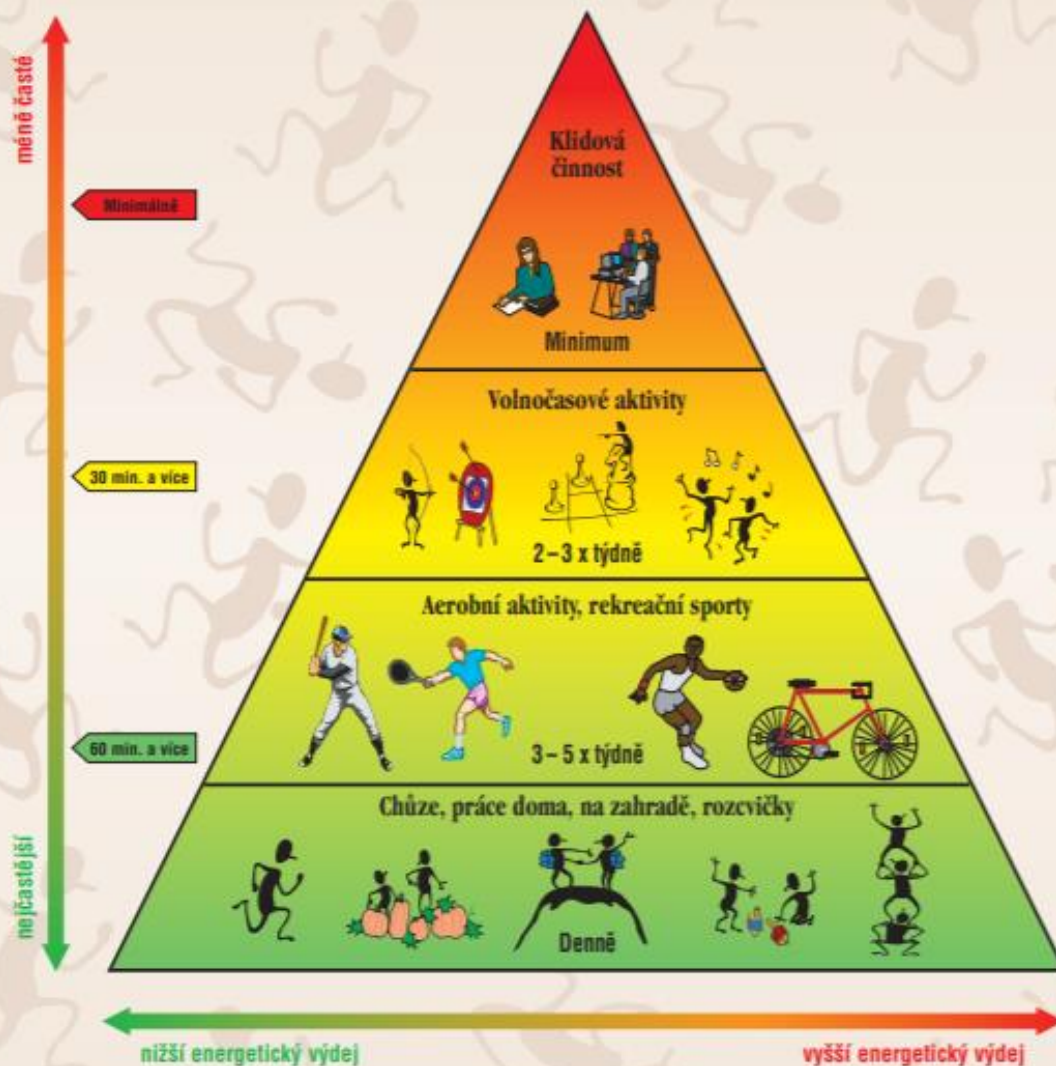 méně časté
Klidová
činnost
Minimálně
Minimum
Volnočasové aktivity
30 min. a více
2 – 3 x týdně
Aerobní aktivity, rekreační sporty
60 min. a více
3 – 5 x týdně
Chůze, práce doma, na zahradě, rozcvičky
nejčastější
Denně
nižší energetický výdej
vyšší energetický výdej